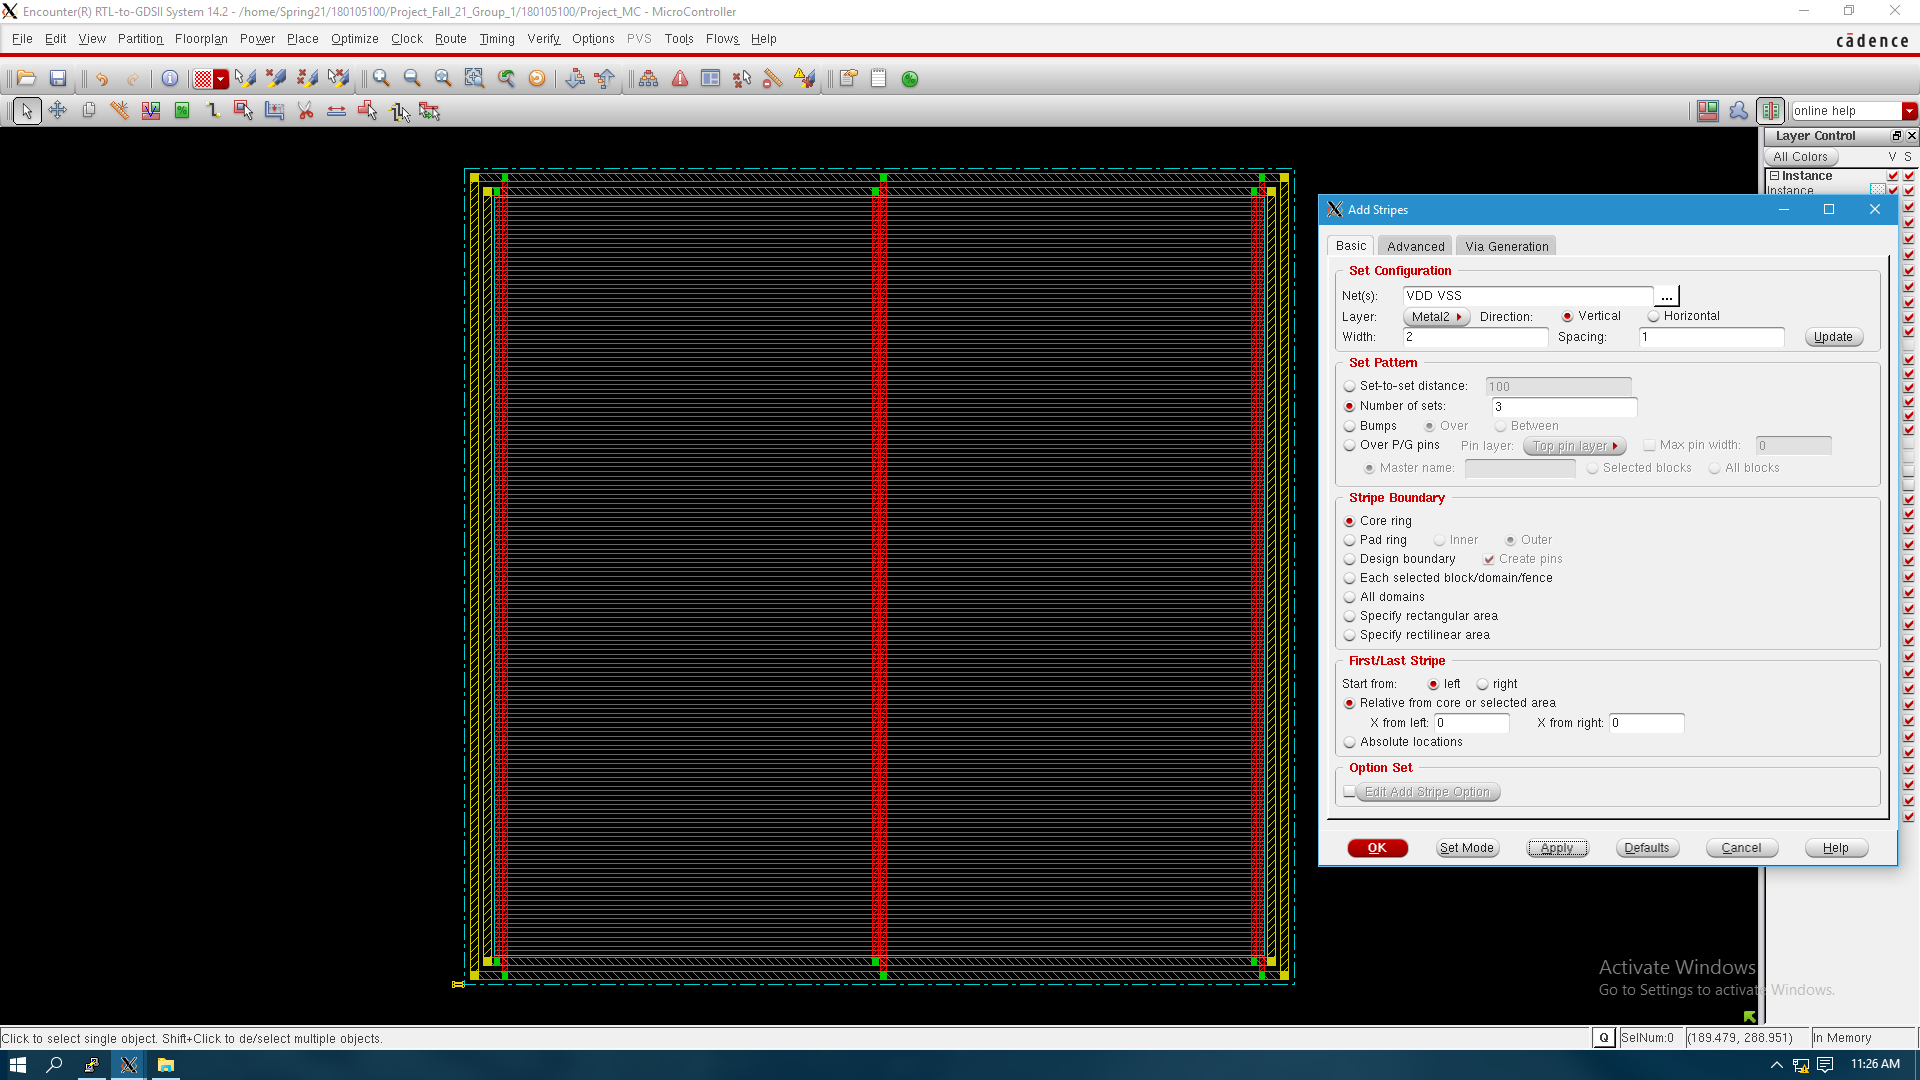 Encounter(R) RTL-to-GDSII System 14.2 - /home/Spring21/180105100/Project_Fall_21_Group_1/180105100/Project_MC - MicroController
File Edit View Partition Floorplan Power Place Optimize Clock Route Timing Verify Options PVS Tools Flows Help
cādence
online help
Layer Control
All Colors V S
Instance
Instance
Add Stripes
Basic Advanced Via Generation
Set Configuration
Net(s): VDD VSS ...
Layer: Metal2 Direction: Vertical Horizontal
Width: 2 Spacing: 1 Update
Set Pattern
Set-to-set distance: 100
Number of sets: 3
Bumps Over Between
Over P/G pins Pin layer: Top pin layer Max pin width: 0
Master name: Selected blocks All blocks
Stripe Boundary
Core ring
Pad ring Inner Outer
Design boundary Create pins
Each selected block/domain/fence
All domains
Specify rectangular area
Specify rectilinear area
First/Last Stripe
Start from: left right
Relative from core or selected area
X from left: 0 X from right: 0
Absolute locations
Option Set
Edit Add Stripe Option
OK Set Mode Apply Defaults Cancel Help
Activate Windows
Go to Settings to activate Windows.
Click to select single object. Shift+Click to de/select multiple objects.
Q SelNum:0 (189.479, 288.951) In Memory
11:26 AM